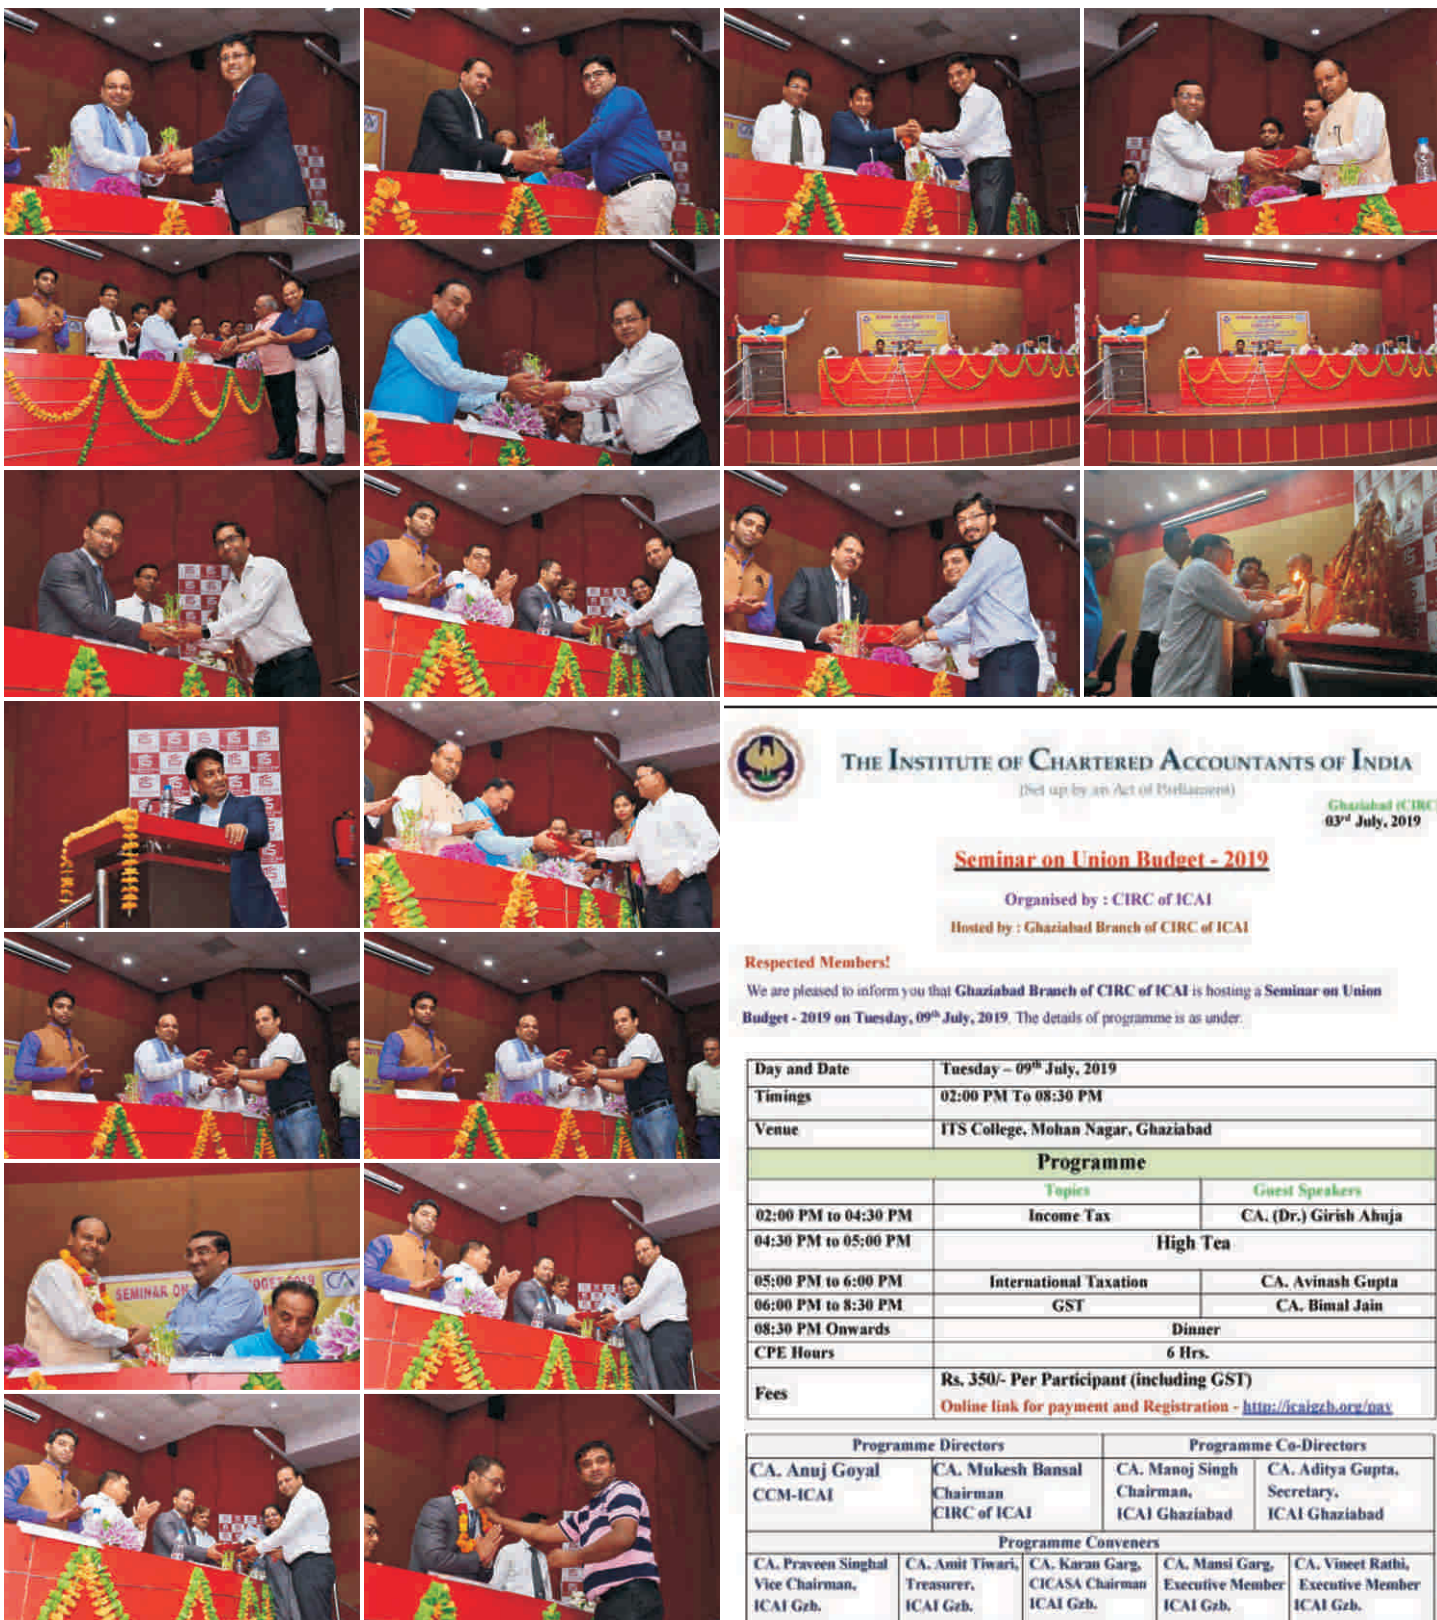 SEMINAR ON
DGET 2019
CA
THE INSTITUTE OF CHARTERED ACCOUNTANTS OF INDIA
(Set up by an Act of Parliament)
Ghaziabad (CIRC
03rd July, 2019
Seminar on Union Budget - 2019
Organised by : CIRC of ICAI
Hosted by : Ghaziabad Branch of CIRC of ICAI
Respected Members!
We are pleased to inform you that Ghaziabad Branch of CIRC of ICAI is hosting a Seminar on Union
Budget - 2019 on Tuesday, 09th July, 2019. The details of programme is as under.
Day and Date Tuesday – 09th July, 2019
Timings 02:00 PM To 08:30 PM
Venue ITS College, Mohan Nagar, Ghaziabad
Programme
Topics Guest Speakers
02:00 PM to 04:30 PM Income Tax CA. (Dr.) Girish Ahuja
04:30 PM to 05:00 PM High Tea
05:00 PM to 6:00 PM International Taxation CA. Avinash Gupta
06:00 PM to 8:30 PM GST CA. Bimal Jain
08:30 PM Onwards Dinner
CPE Hours 6 Hrs.
Fees Rs. 350/- Per Participant (including GST)
Online link for payment and Registration - http://icaigzb.org/pay
Programme Directors Programme Co-Directors
CA. Anuj Goyal CA. Mukesh Bansal CA. Manoj Singh CA. Aditya Gupta,
CCM-ICAI Chairman Chairman, Secretary,
CIRC of ICAI ICAI Ghaziabad ICAI Ghaziabad
Programme Conveners
CA. Praveen Singhal CA. Amit Tiwari, CA. Karan Garg, CA. Mansi Garg, CA. Vineet Rathi,
Vice Chairman, Treasurer, CICASA Chairman Executive Member Executive Member
ICAI Gzb. ICAI Gzb. ICAI Gzb. ICAI Gzb. ICAI Gzb.